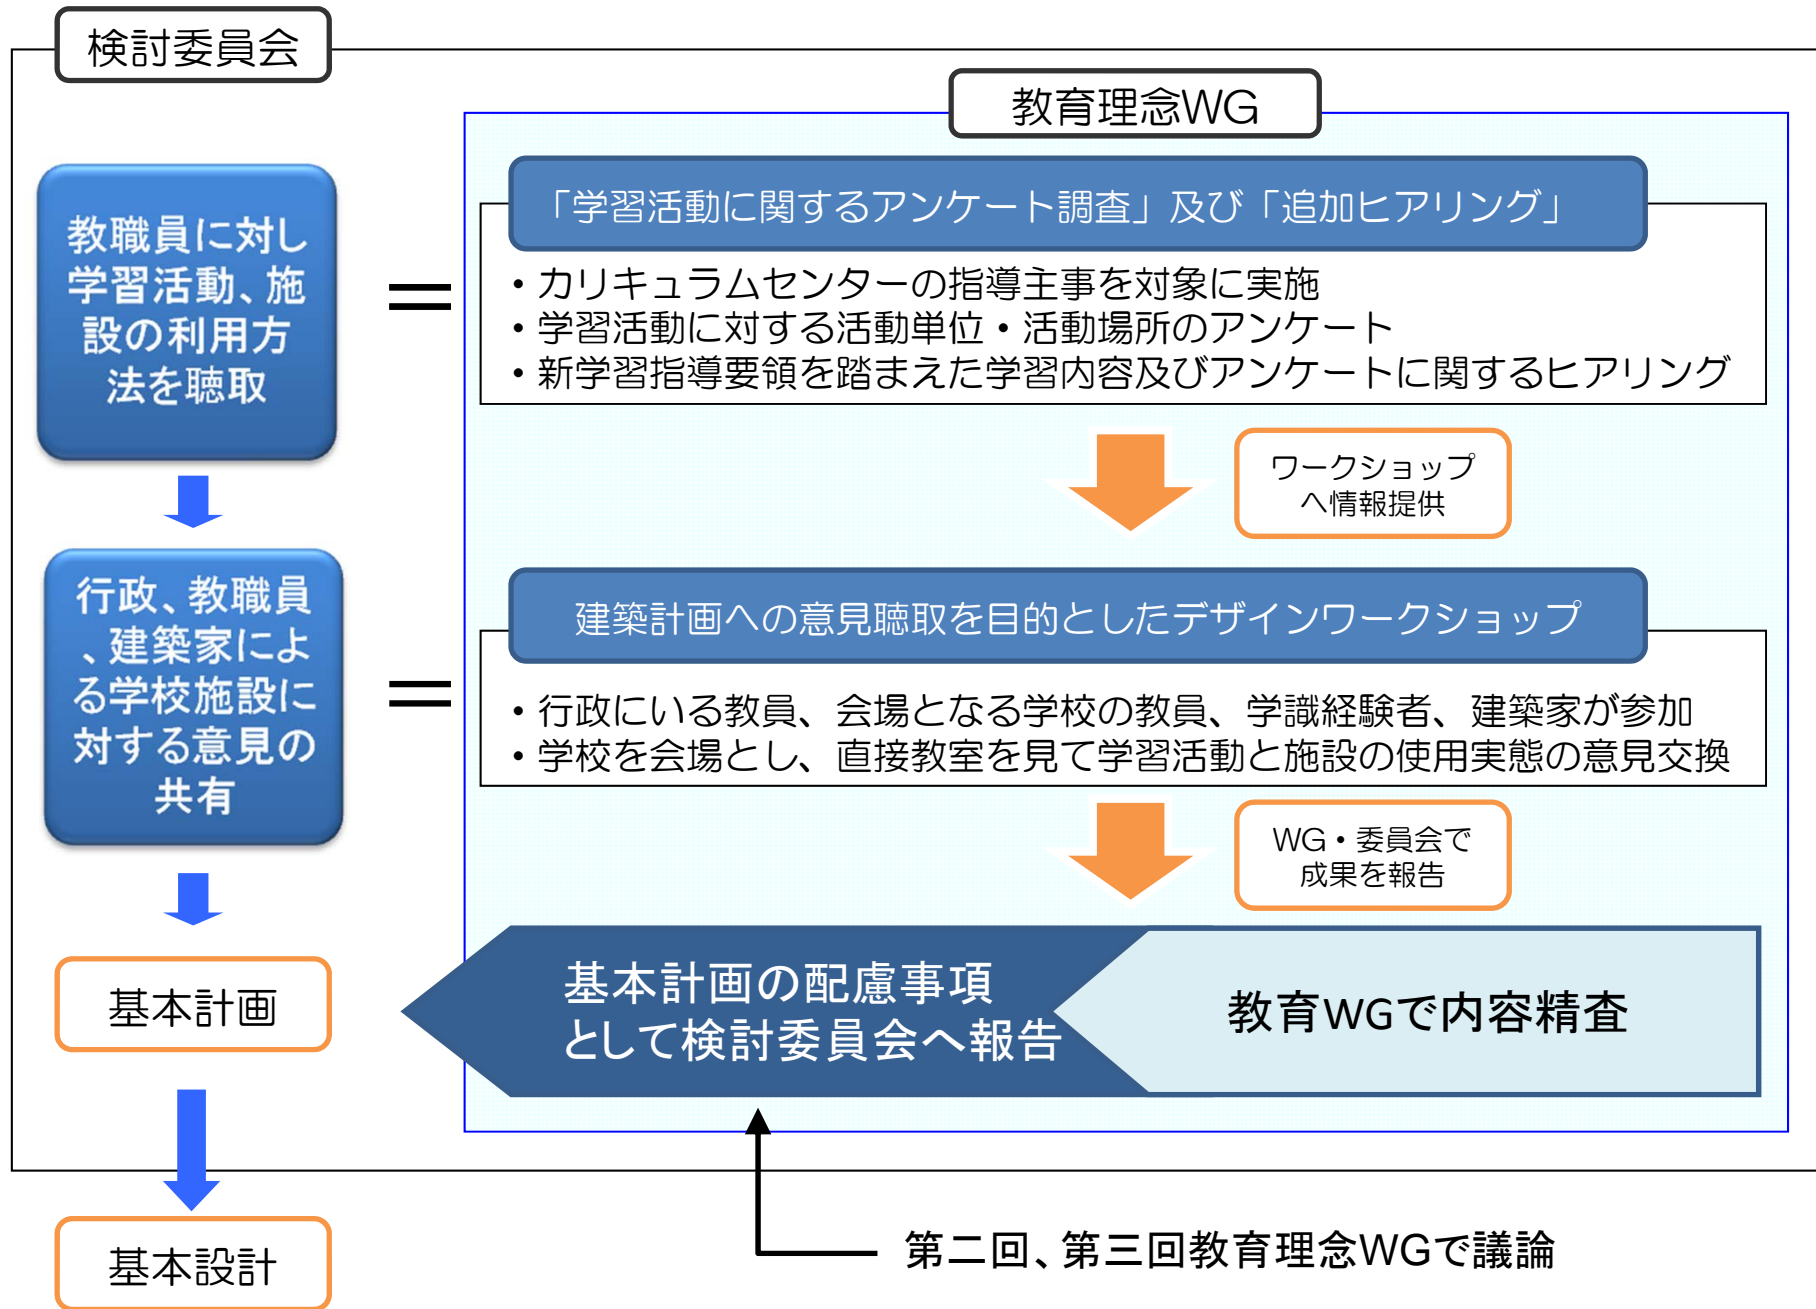 検討委員会
教育理念WG
教職員に対し
学習活動、施
設の利用方
法を聴取
=
「学習活動に関するアンケート調査」及び「追加ヒアリング」
・カリキュラムセンターの指導主事を対象に実施
・学習活動に対する活動単位・活動場所のアンケート
・新学習指導要領を踏まえた学習内容及びアンケートに関するヒアリング
ワークショップ
へ情報提供
行政、教職員
、建築家によ
る学校施設に
対する意見の
共有
=
建築計画への意見聴取を目的としたデザインワークショップ
・行政にいる教員、会場となる学校の教員、学識経験者、建築家が参加
・学校を会場とし、直接教室を見て学習活動と施設の使用実態の意見交換
WG・委員会で
成果を報告
基本計画
基本計画の配慮事項
として検討委員会へ報告
教育WGで内容精査
第二回、第三回教育理念WGで議論
基本設計